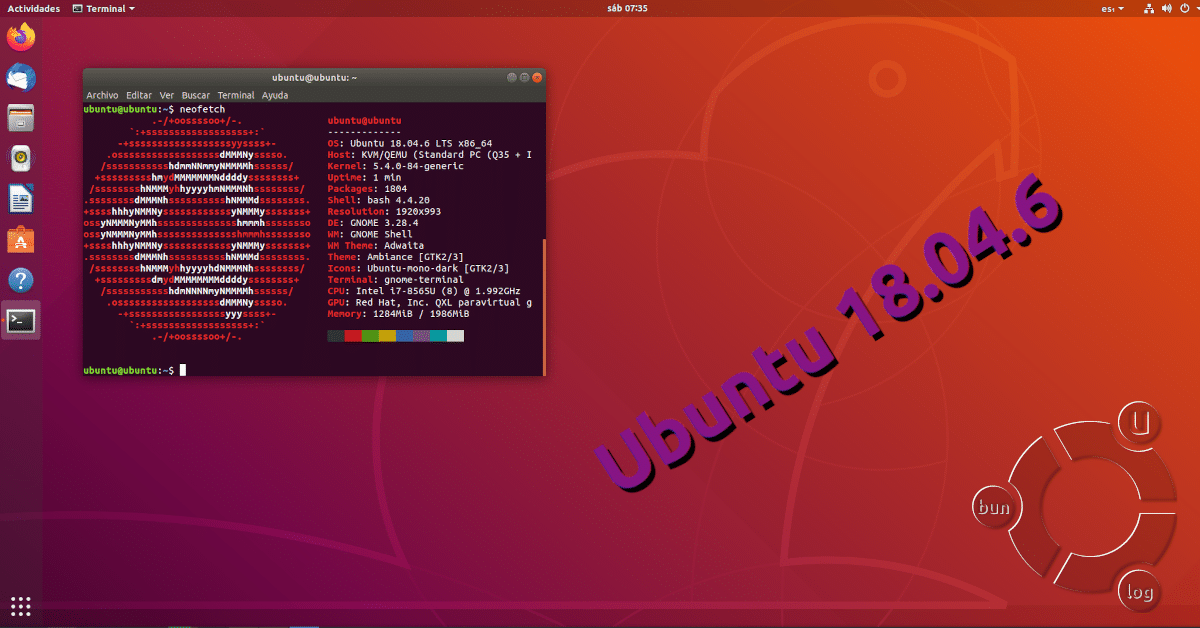 Actividades Terminal sáb 07:35 es₁
ubuntu@ubuntu: ~
Archivo Editar Ver Buscar Terminal Ayuda
ubuntu@ubuntu:~$ neofetch
ubuntu@ubuntu
-------------
OS: Ubuntu 18.04.6 LTS x86_64
Host: KVM/QEMU (Standard PC (Q35 + I
Kernel: 5.4.0-84-generic
Uptime: 1 min
Packages: 1804
Shell: bash 4.4.20
Resolution: 1920x993
DE: GNOME 3.28.4
WM: GNOME Shell
WM Theme: Adwaita
Theme: Ambiance [GTK2/3]
Icons: Ubuntu-mono-dark [GTK2/3]
Terminal: gnome-terminal
CPU: Intel i7-8565U (8) @ 1.992GHz
GPU: Red Hat, Inc. QXL paravirtual g
Memory: 1284MiB / 1986MiB
ubuntu@ubuntu:~$
Ubuntu 18.04.6
U
bun
log